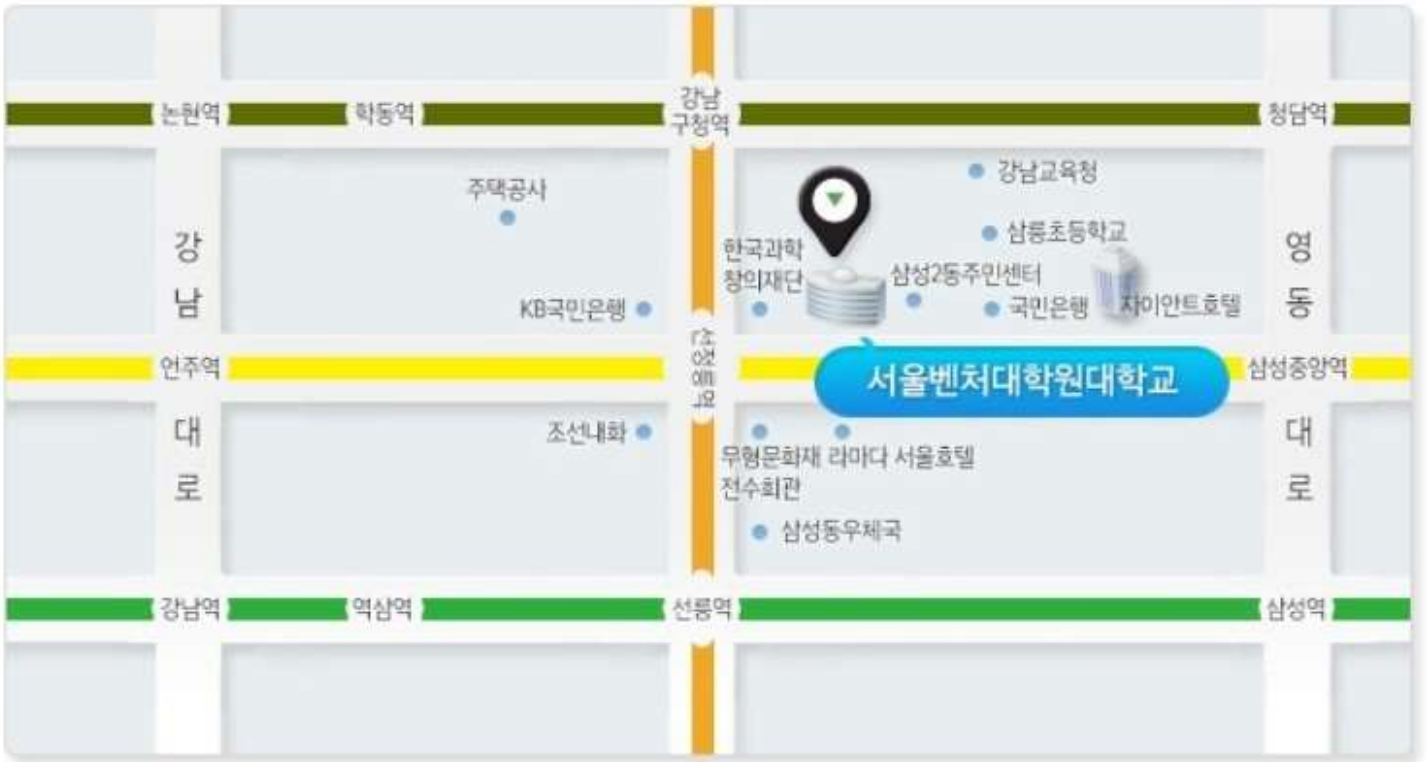 논현역
학동역
강남
구청역
청담역
강남교육청
주택공사
삼릉초등학교
강남대로
영동대로
한국과학
창의재단
삼성2동주민센터
KB국민은행
국민은행
자이안트호텔
선정릉역
언주역
서울벤처대학원대학교
삼성중앙역
조선내화
무형문화재 라마다 서울호텔
전수회관
삼성동우체국
강남역
역삼역
선릉역
삼성역